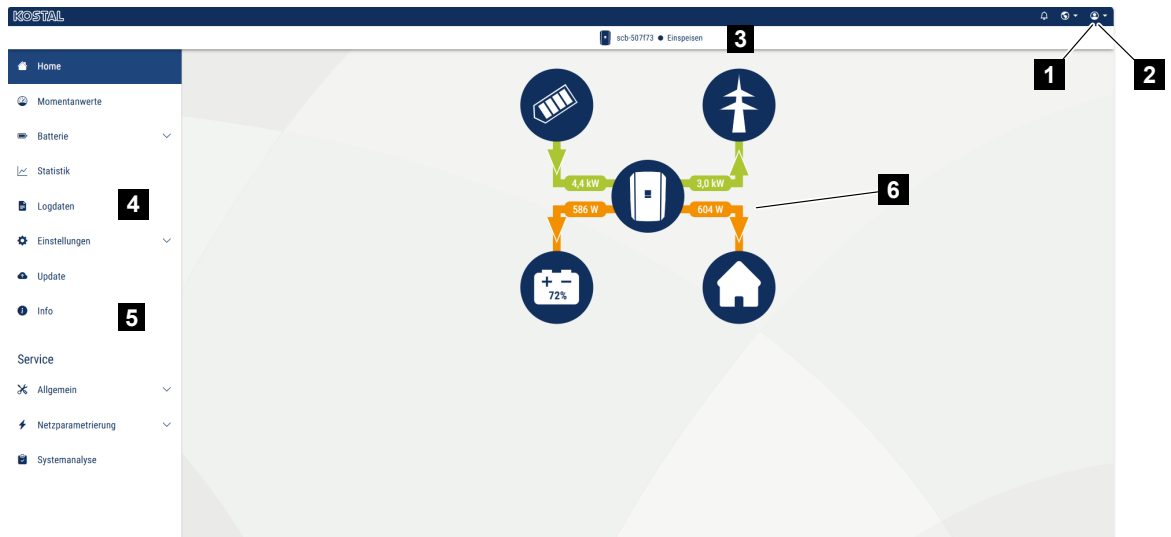 KOSTAL
scb-507f73 ● Einspeisen
3
1
2
Home
Momentanwerte
Batterie
Statistik
Logdaten
4
Einstellungen
Update
Info
5
Service
Allgemein
Netzparametrierung
Systemanalyse
4,4 kW
3,0 kW
586 W
604 W
6
72%